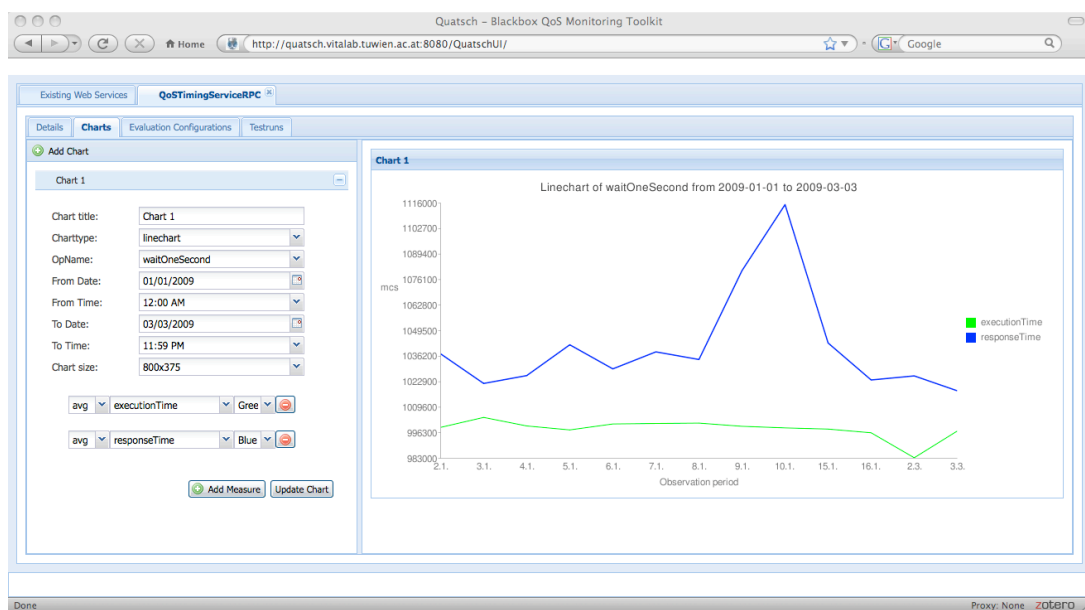 Quatsch – Blackbox QoS Monitoring Toolkit
Home http://quatsch.vitalab.tuwien.ac.at:8080/QuatschUI/ Google
Existing Web Services QoSTimingServiceRPC
Details Charts Evaluation Configurations Testruns
Add Chart
Chart 1
Chart title: Chart 1
Charttype: linechart
OpName: waitOneSecond
From Date: 01/01/2009
From Time: 12:00 AM
To Date: 03/03/2009
To Time: 11:59 PM
Chart size: 800x375
avg executionTime Gree
avg responseTime Blue
Add Measure Update Chart
Chart 1
Linechart of waitOneSecond from 2009-01-01 to 2009-03-03
1116000
1102700
1089400
1076100
mcs
1062800
1049500
1036200
1022900
1009600
996300
983000
2.1. 3.1. 4.1. 5.1. 6.1. 7.1. 8.1. 9.1. 10.1. 15.1. 16.1. 2.3. 3.3.
Observation period
executionTime
responseTime
Done Proxy: None zotero